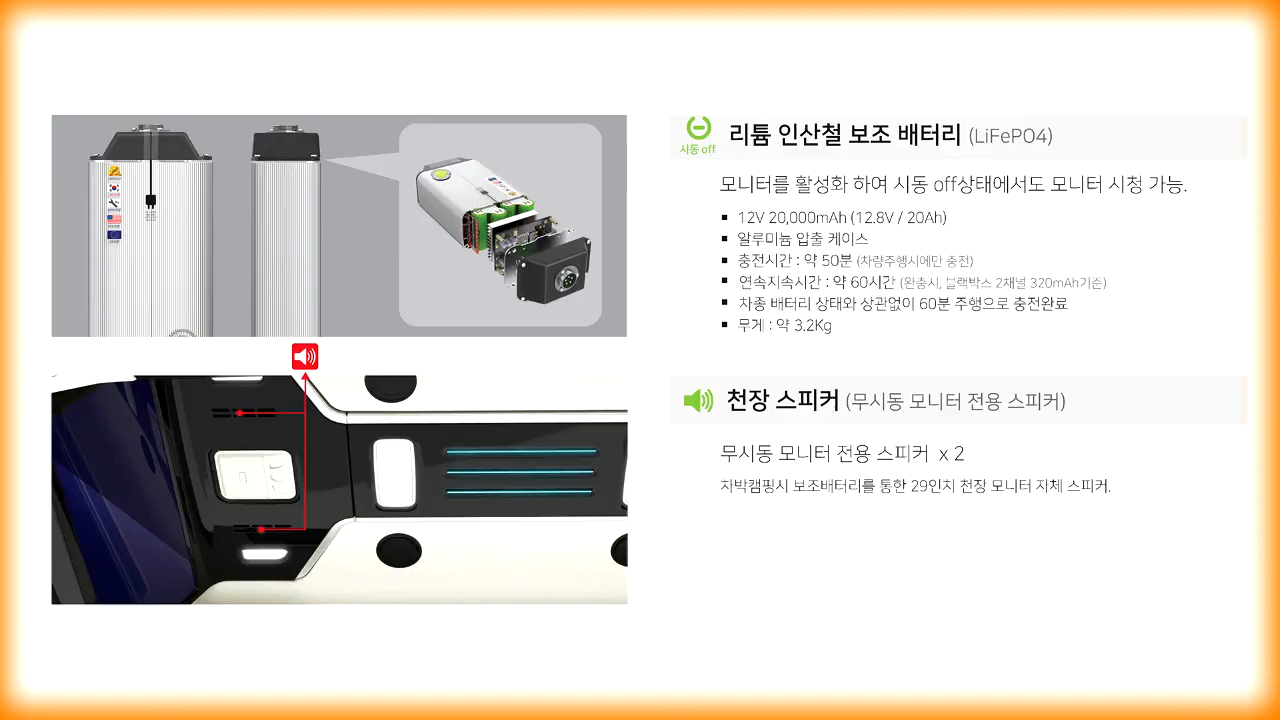 시동 off
리튬 인산철 보조 배터리 (LiFePO4)
모니터를 활성화 하여 시동 off상태에서도 모니터 시청 가능.
12V 20,000mAh (12.8V / 20Ah)
알루미늄 압출 케이스
충전시간 : 약 50분 (차량주행시에만 충전)
연속지속시간 : 약 60시간 (완충시, 블랙박스 2채널 320mAh기준)
차종 배터리 상태와 상관없이 60분 주행으로 충전완료
무게 : 약 3.2Kg
천장 스피커 (무시동 모니터 전용 스피커)
무시동 모니터 전용 스피커 x 2
차박캠핑시 보조배터리를 통한 29인치 천장 모니터 자체 스피커.